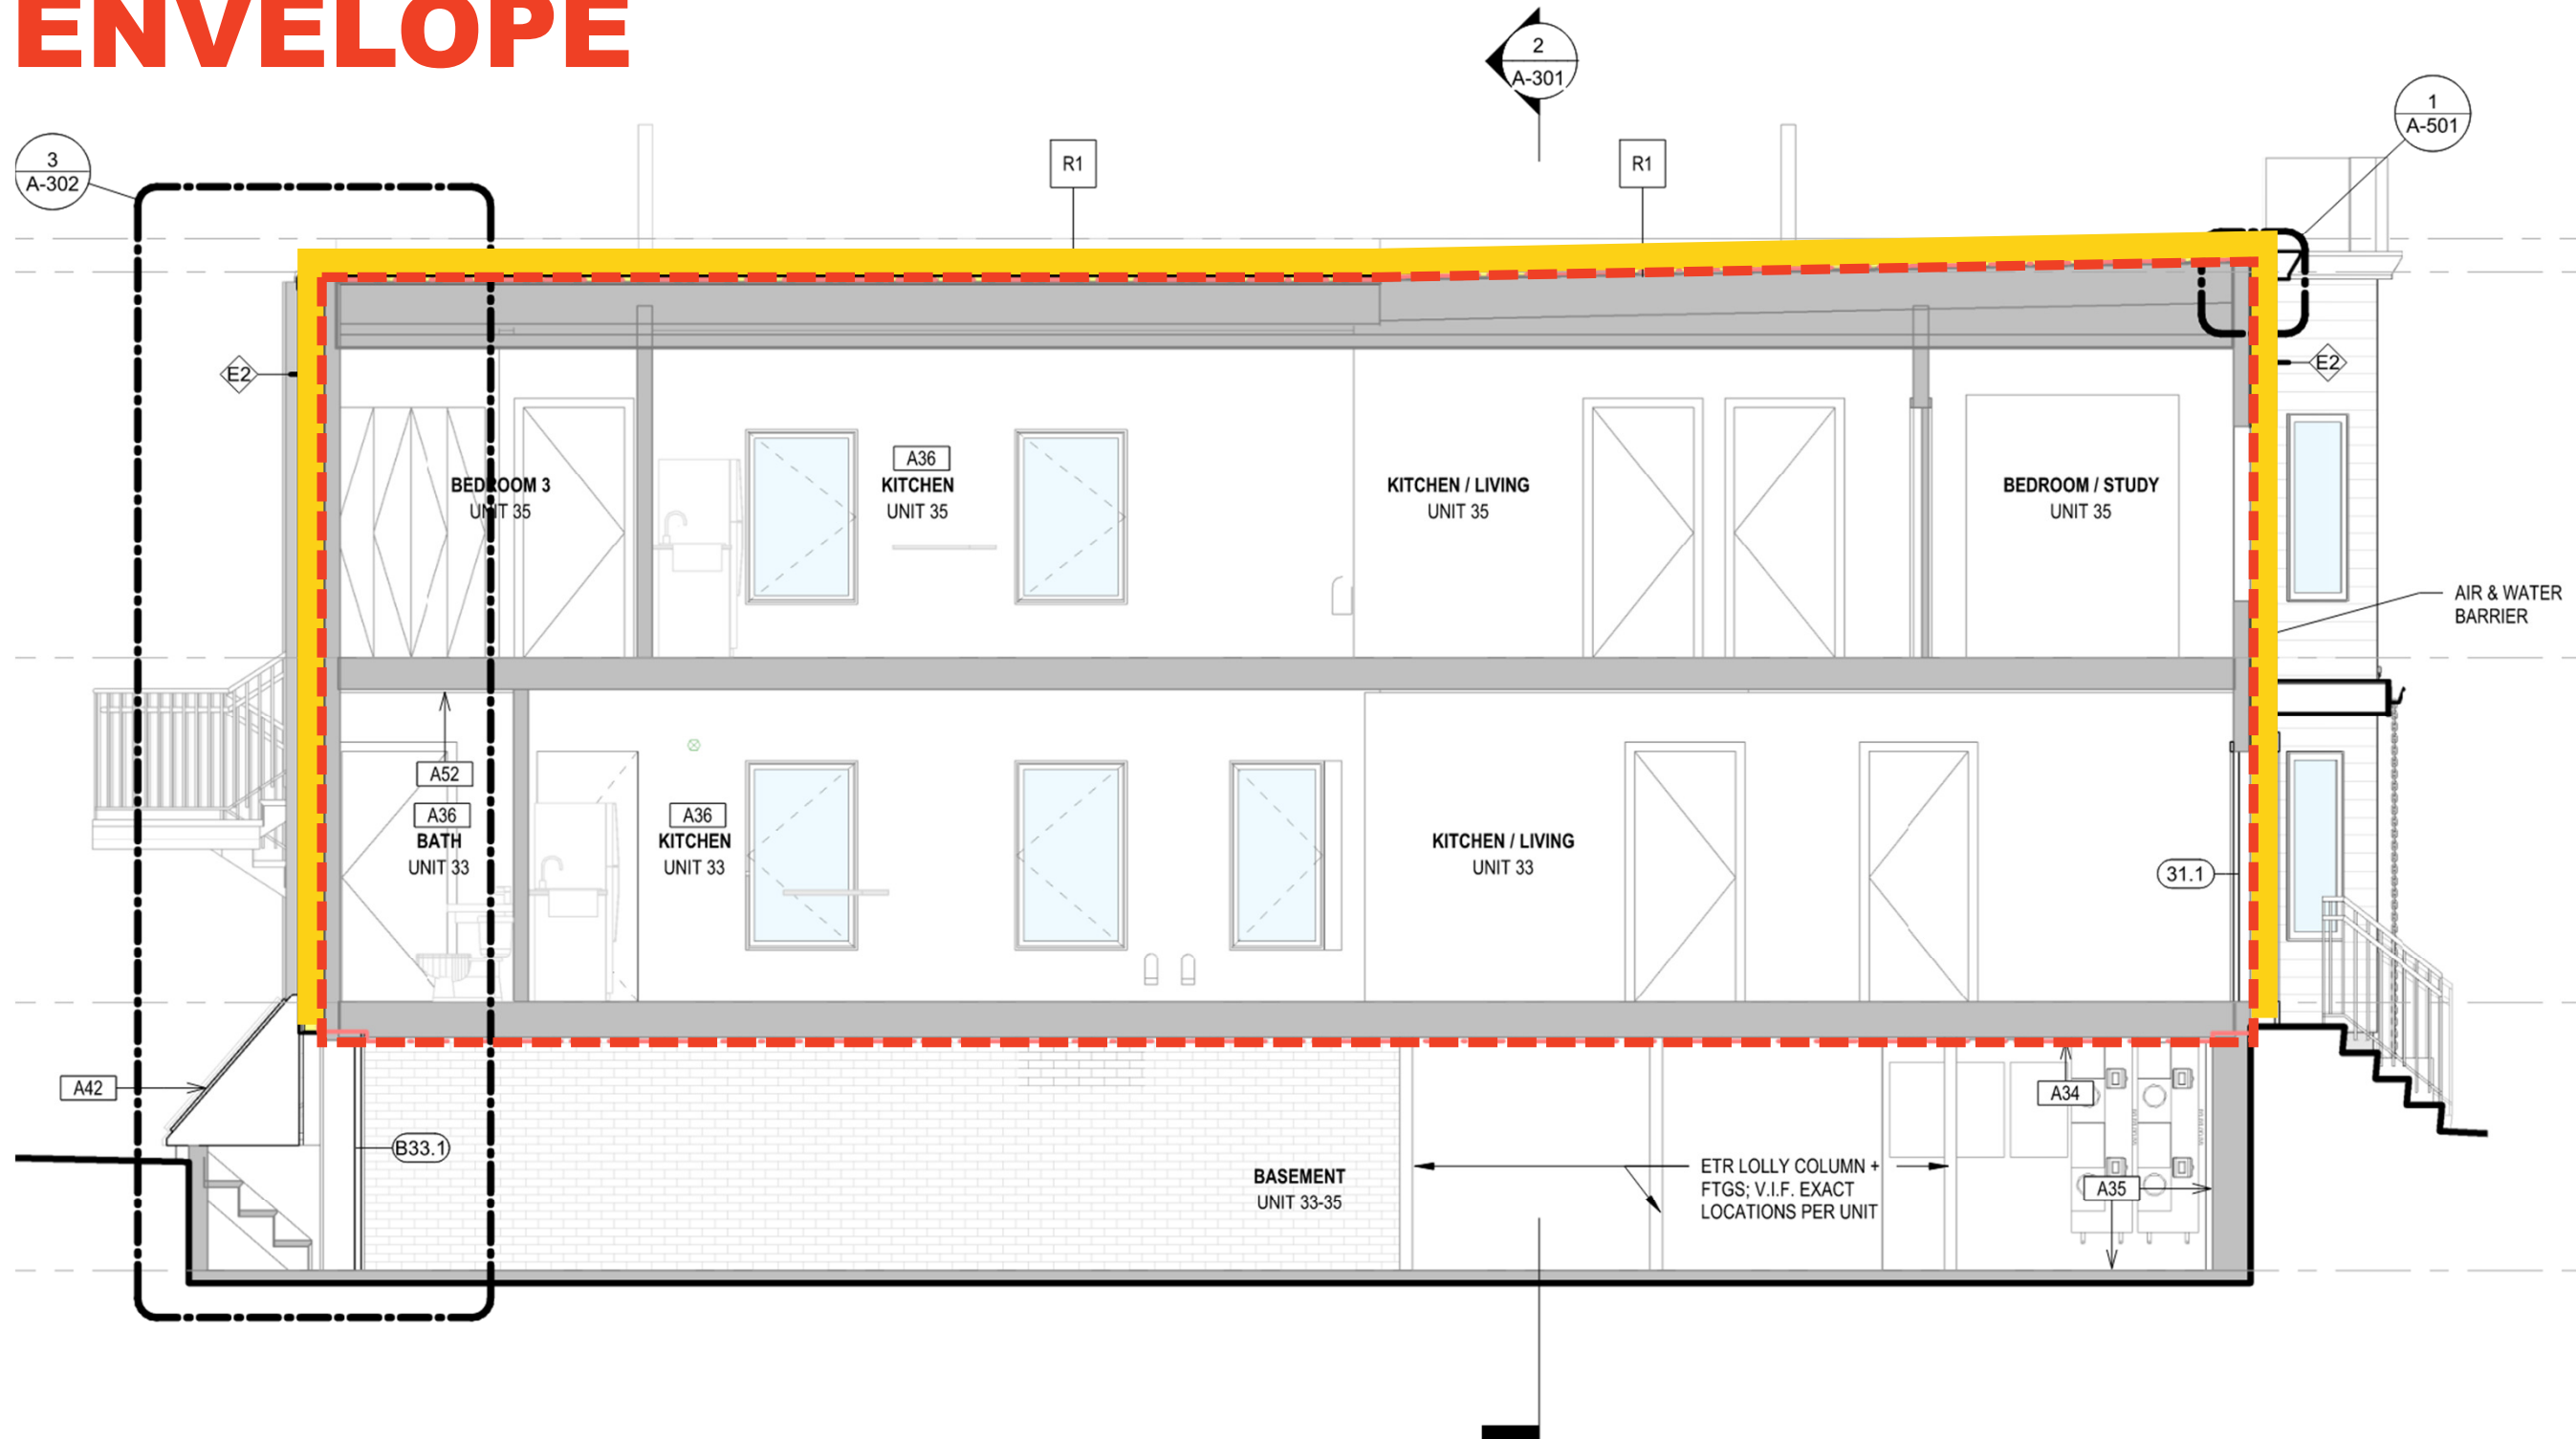 ENVELOPE
2
A-301
1
A-501
3
A-302
R1
R1
E2
E2
A36
BEDROOM 3
UNIT 35
KITCHEN
UNIT 35
KITCHEN / LIVING
UNIT 35
BEDROOM / STUDY
UNIT 35
AIR & WATER
BARRIER
A52
A36
BATH
UNIT 33
A36
KITCHEN
UNIT 33
KITCHEN / LIVING
UNIT 33
31.1
A42
A34
B33.1
BASEMENT
UNIT 33-35
ETR LOLLY COLUMN +
FTGS; V.I.F. EXACT
LOCATIONS PER UNIT
A35